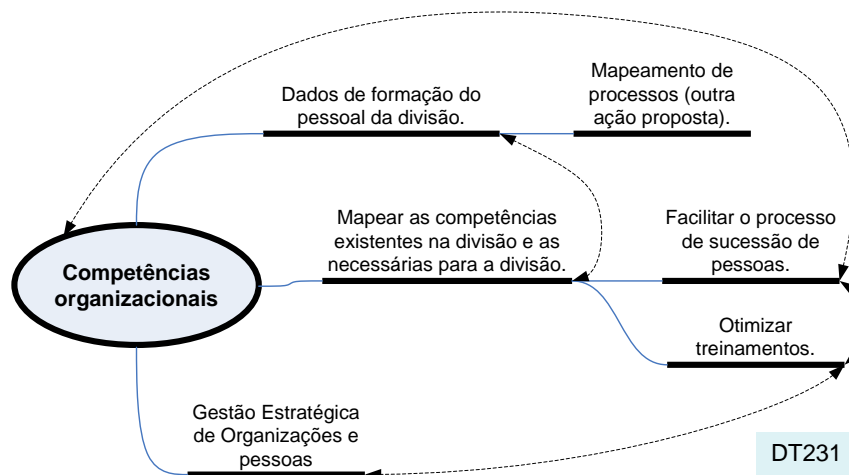 Dados de formação do
pessoal da divisão.
Mapeamento de
processos (outra
ação proposta).
Competências
organizacionais
Mapear as competências
existentes na divisão e as
necessárias para a divisão.
Facilitar o processo
de sucessão de
pessoas.
Otimizar
treinamentos.
Gestão Estratégica
de Organizações e
pessoas
DT231